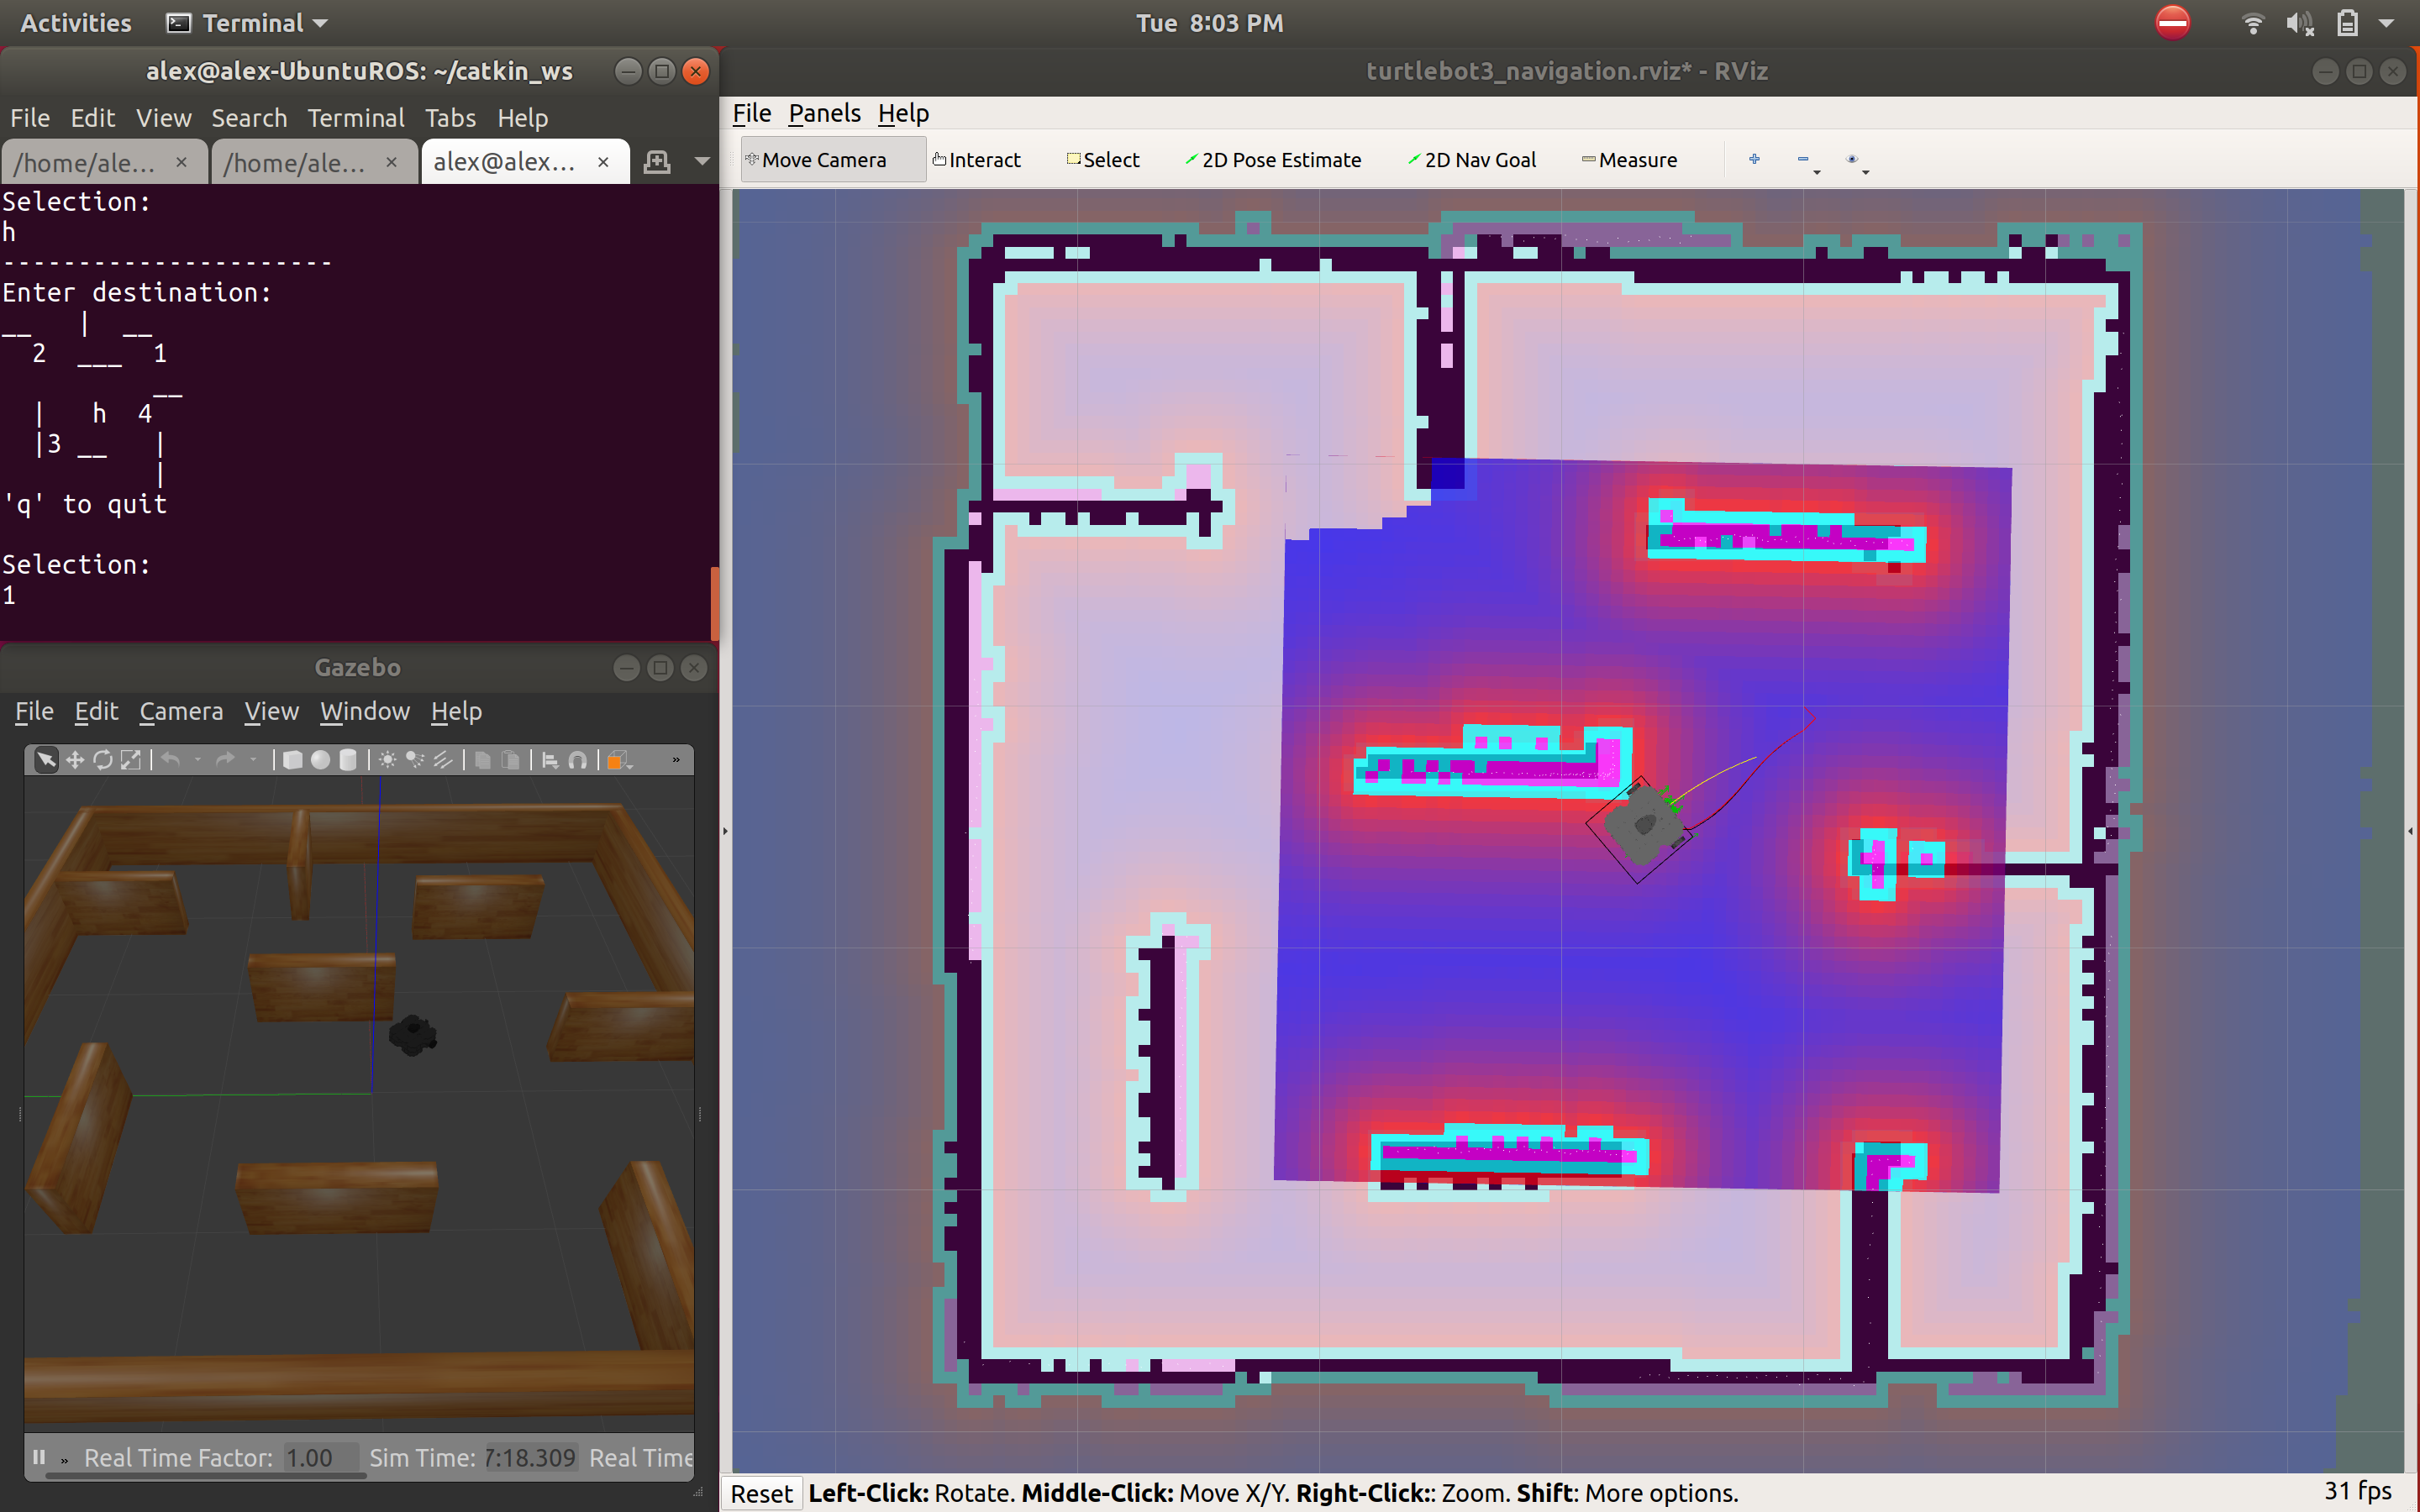 Activities Terminal Tue 8:03 PM
alex@alex-UbuntuROS: ~/catkin_ws
File Edit View Search Terminal Tabs Help
/home/ale... × /home/ale... × alex@alex... ×
Selection:
h
----------------------
Enter destination:
__ | __
2 ___ 1
__
| h 4
|3 __ |
|
'q' to quit
Selection:
1
Gazebo
File Edit Camera View Window Help
»
» Real Time Factor: 1.00 Sim Time: 7:18.309 Real Time
turtlebot3_navigation.rviz* - RViz
File Panels Help
Move Camera Interact Select 2D Pose Estimate 2D Nav Goal Measure
Reset Left-Click: Rotate. Middle-Click: Move X/Y. Right-Click:: Zoom. Shift: More options. 31 fps